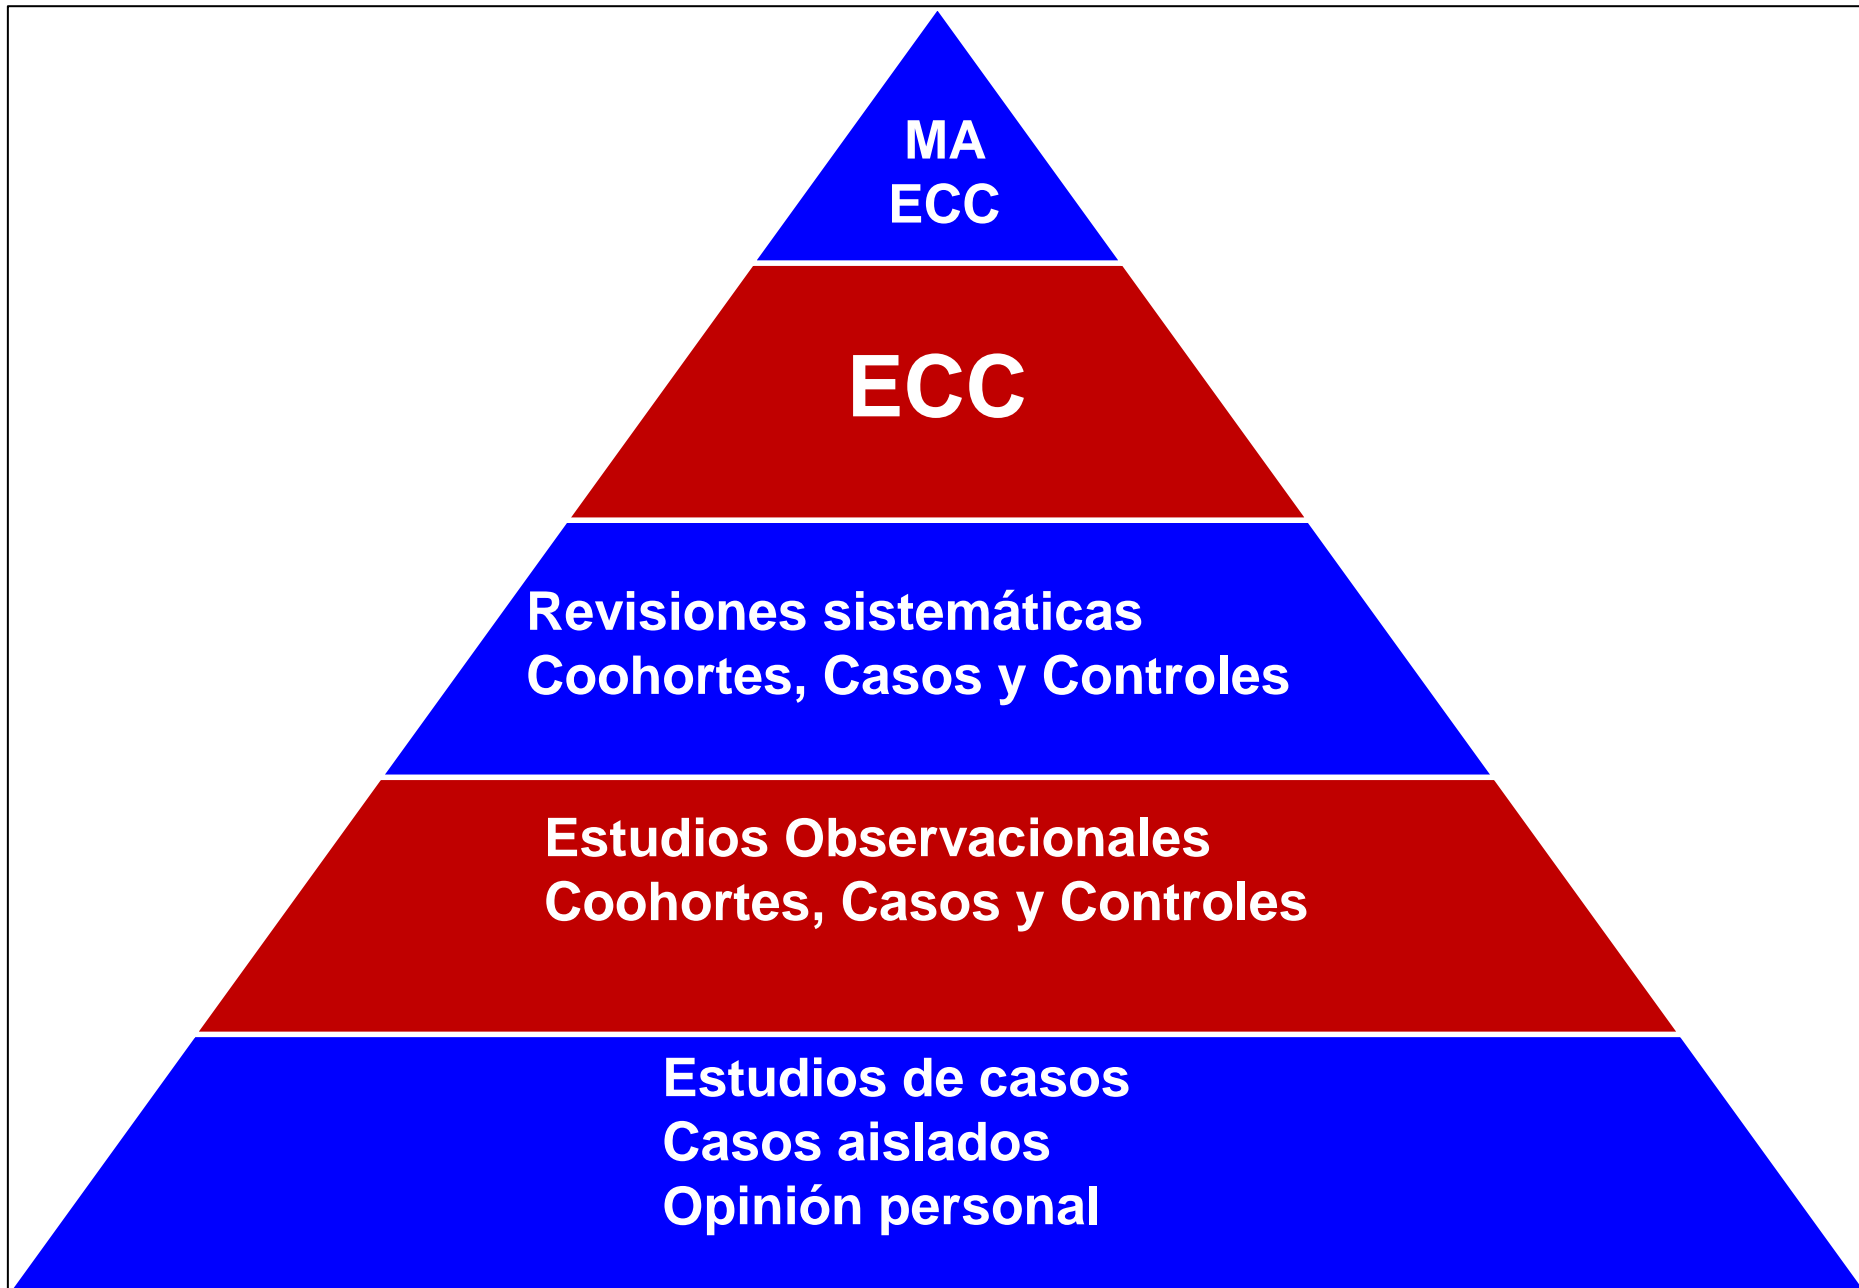 MA
ECC
ECC
Revisiones sistemáticas
Coohortes, Casos y Controles
Estudios Observacionales
Coohortes, Casos y Controles
Estudios de casos
Casos aislados
Opinión personal